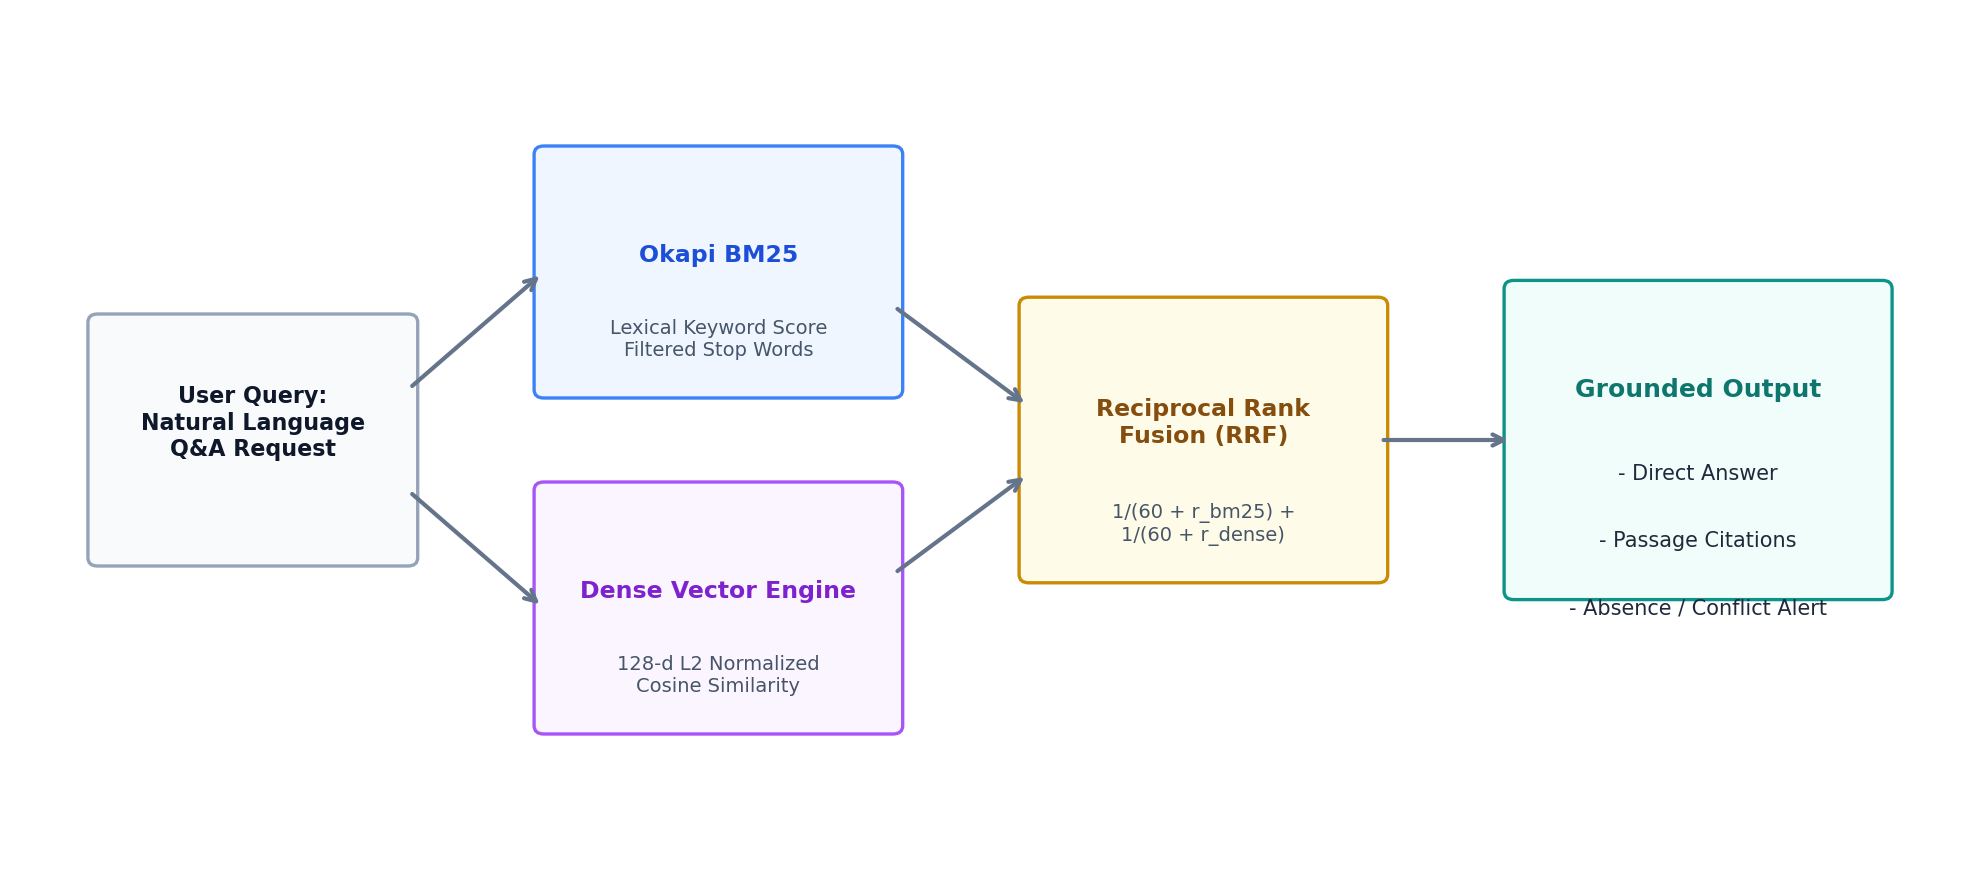 User Query:
Natural Language
Q&A Request
Okapi BM25
Lexical Keyword Score
Filtered Stop Words
Dense Vector Engine
128-d L2 Normalized
Cosine Similarity
Reciprocal Rank
Fusion (RRF)
1/(60 + r_bm25) +
1/(60 + r_dense)
Grounded Output
- Direct Answer
- Passage Citations
- Absence / Conflict Alert